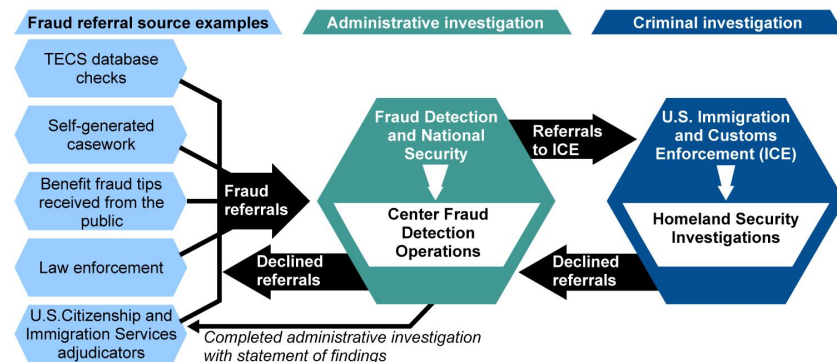 Fraud referral source examples
Administrative investigation
Criminal investigation
TECS database
checks
Self-generated
casework
Benefit fraud tips
received from the
public
Law enforcement
U.S.Citizenship and
Immigration Services
adjudicators
Fraud
referrals
Declined
referrals
Fraud Detection
and National
Security
Center Fraud
Detection
Operations
Referrals
to ICE
Declined
referrals
U.S. Immigration
and Customs
Enforcement (ICE)
Homeland Security
Investigations
Completed administrative investigation
with statement of findings